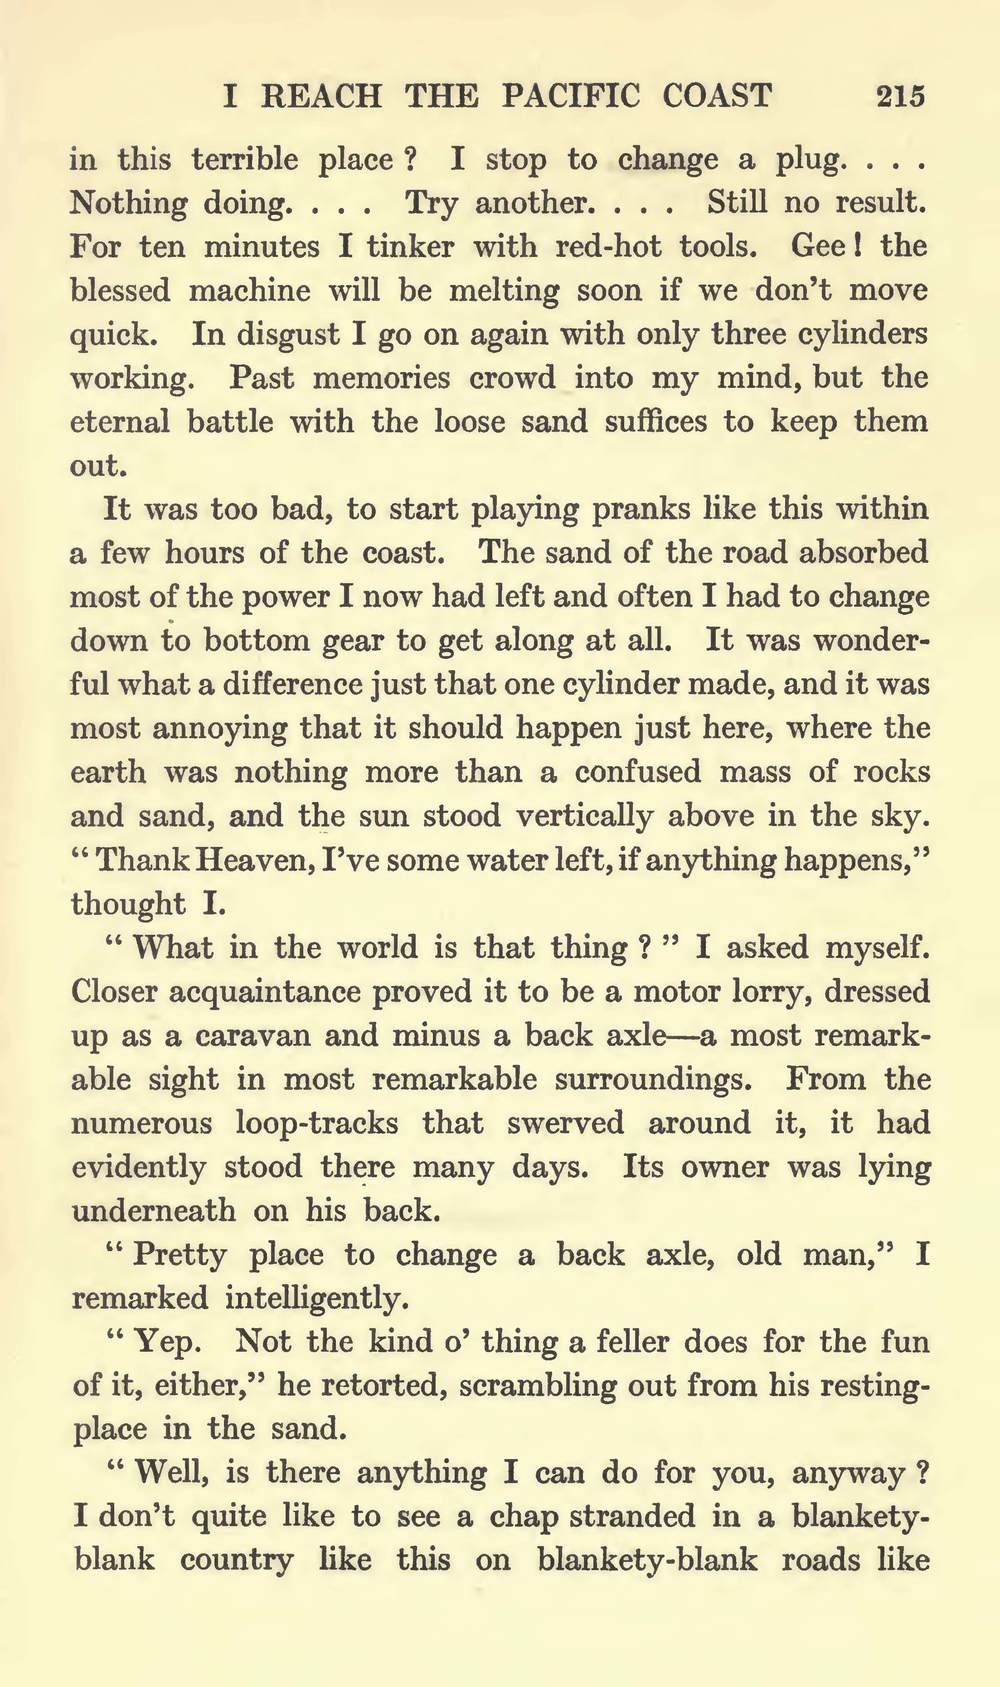 I REACH THE PACIFIC COAST 215
in this terrible place ? I stop to change a plug. . . .
Nothing doing. . . . Try another. . . . Still no result.
For ten minutes I tinker with red-hot tools. Gee ! the
blessed machine will be melting soon if we don't move
quick. In disgust I go on again with only three cylinders
working. Past memories crowd into my mind, but the
eternal battle with the loose sand suffices to keep them
out.
It was too bad, to start playing pranks like this within
a few hours of the coast. The sand of the road absorbed
most of the power I now had left and often I had to change
down to bottom gear to get along at all. It was wonder-
ful what a difference just that one cylinder made, and it was
most annoying that it should happen just here, where the
earth was nothing more than a confused mass of rocks
and sand, and the sun stood vertically above in the sky.
“ Thank Heaven, I’ve some water left, if anything happens,”
thought I.
“ What in the world is that thing ? ” I asked myself.
Closer acquaintance proved it to be a motor lorry, dressed
up as a caravan and minus a back axle—a most remark-
able sight in most remarkable surroundings. From the
numerous loop-tracks that swerved around it, it had
evidently stood there many days. Its owner was lying
underneath on his back.
“ Pretty place to change a back axle, old man,” I
remarked intelligently.
“ Yep. Not the kind o’ thing a feller does for the fun
of it, either,” he retorted, scrambling out from his resting-
place in the sand.
“ Well, is there anything I can do for you, anyway ?
I don’t quite like to see a chap stranded in a blankety-
blank country like this on blankety-blank roads like